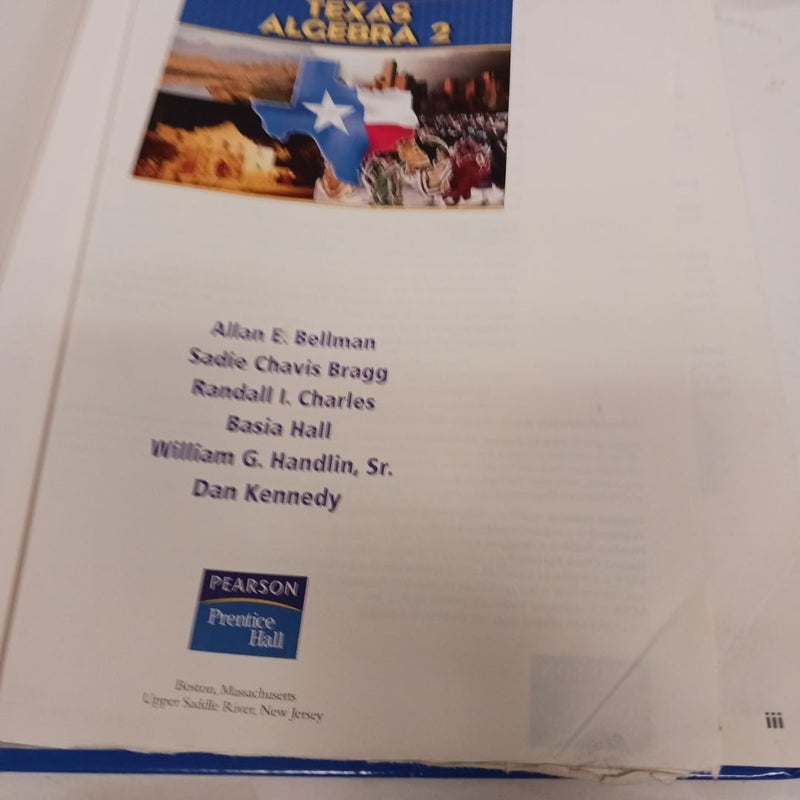 TEXAS
ALGEBRA 2
Allan E. Bellman
Sadie Chavis Bragg
Randall I. Charles
Basia Hall
William G. Handlin, Sr.
Dan Kennedy
PEARSON
Prentice
Hall
Boston, Massachusetts
Upper Saddle River, New Jersey
iii